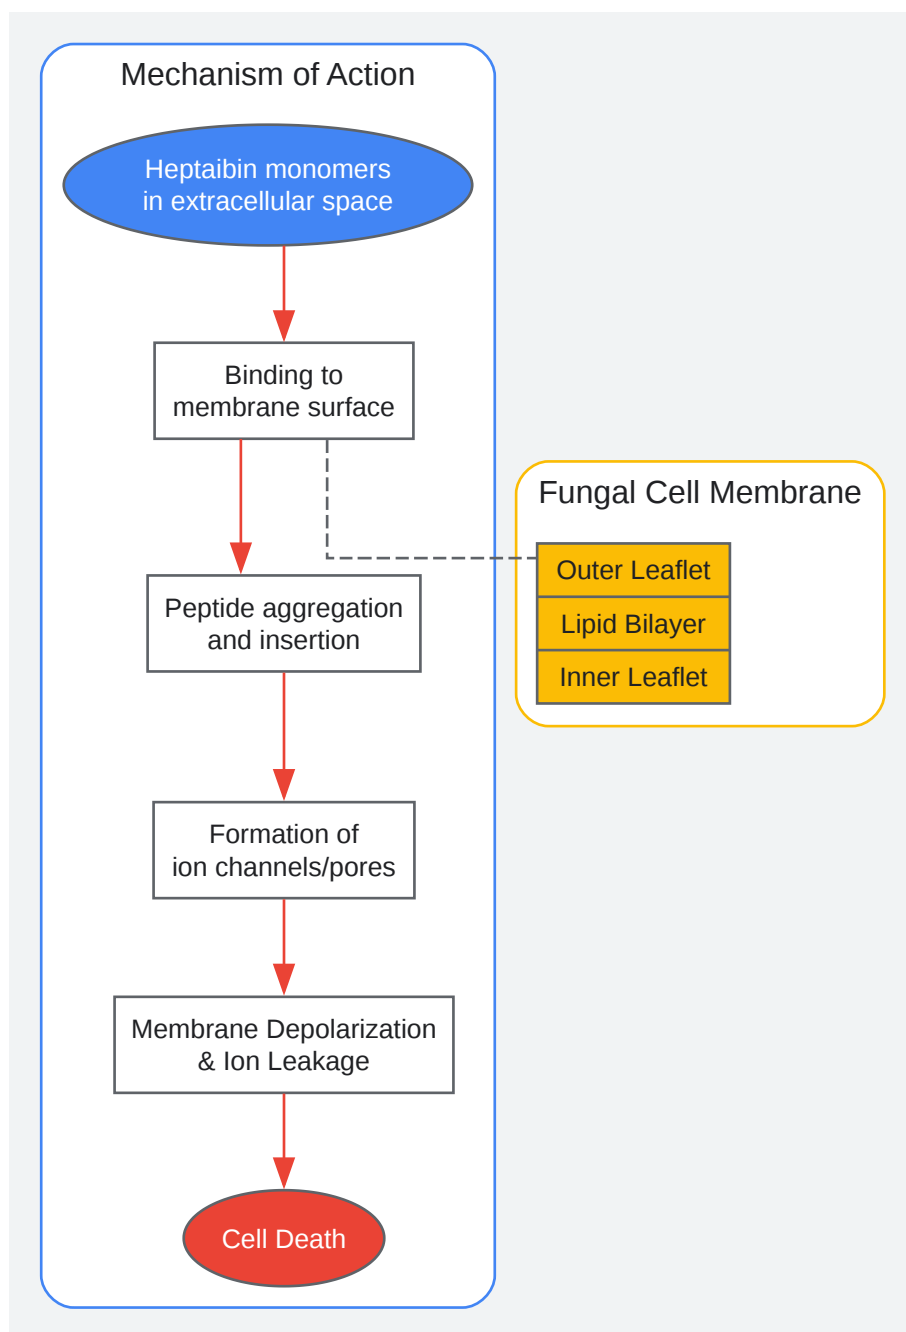 Mechanism of Action
Heptaibin monomers
in extracellular space
Binding to
membrane surface
Fungal Cell Membrane
Outer Leaflet
Lipid Bilayer
Inner Leaflet
Peptide aggregation
and insertion
Formation of
ion channels/pores
Membrane Depolarization
& Ion Leakage
Cell Death